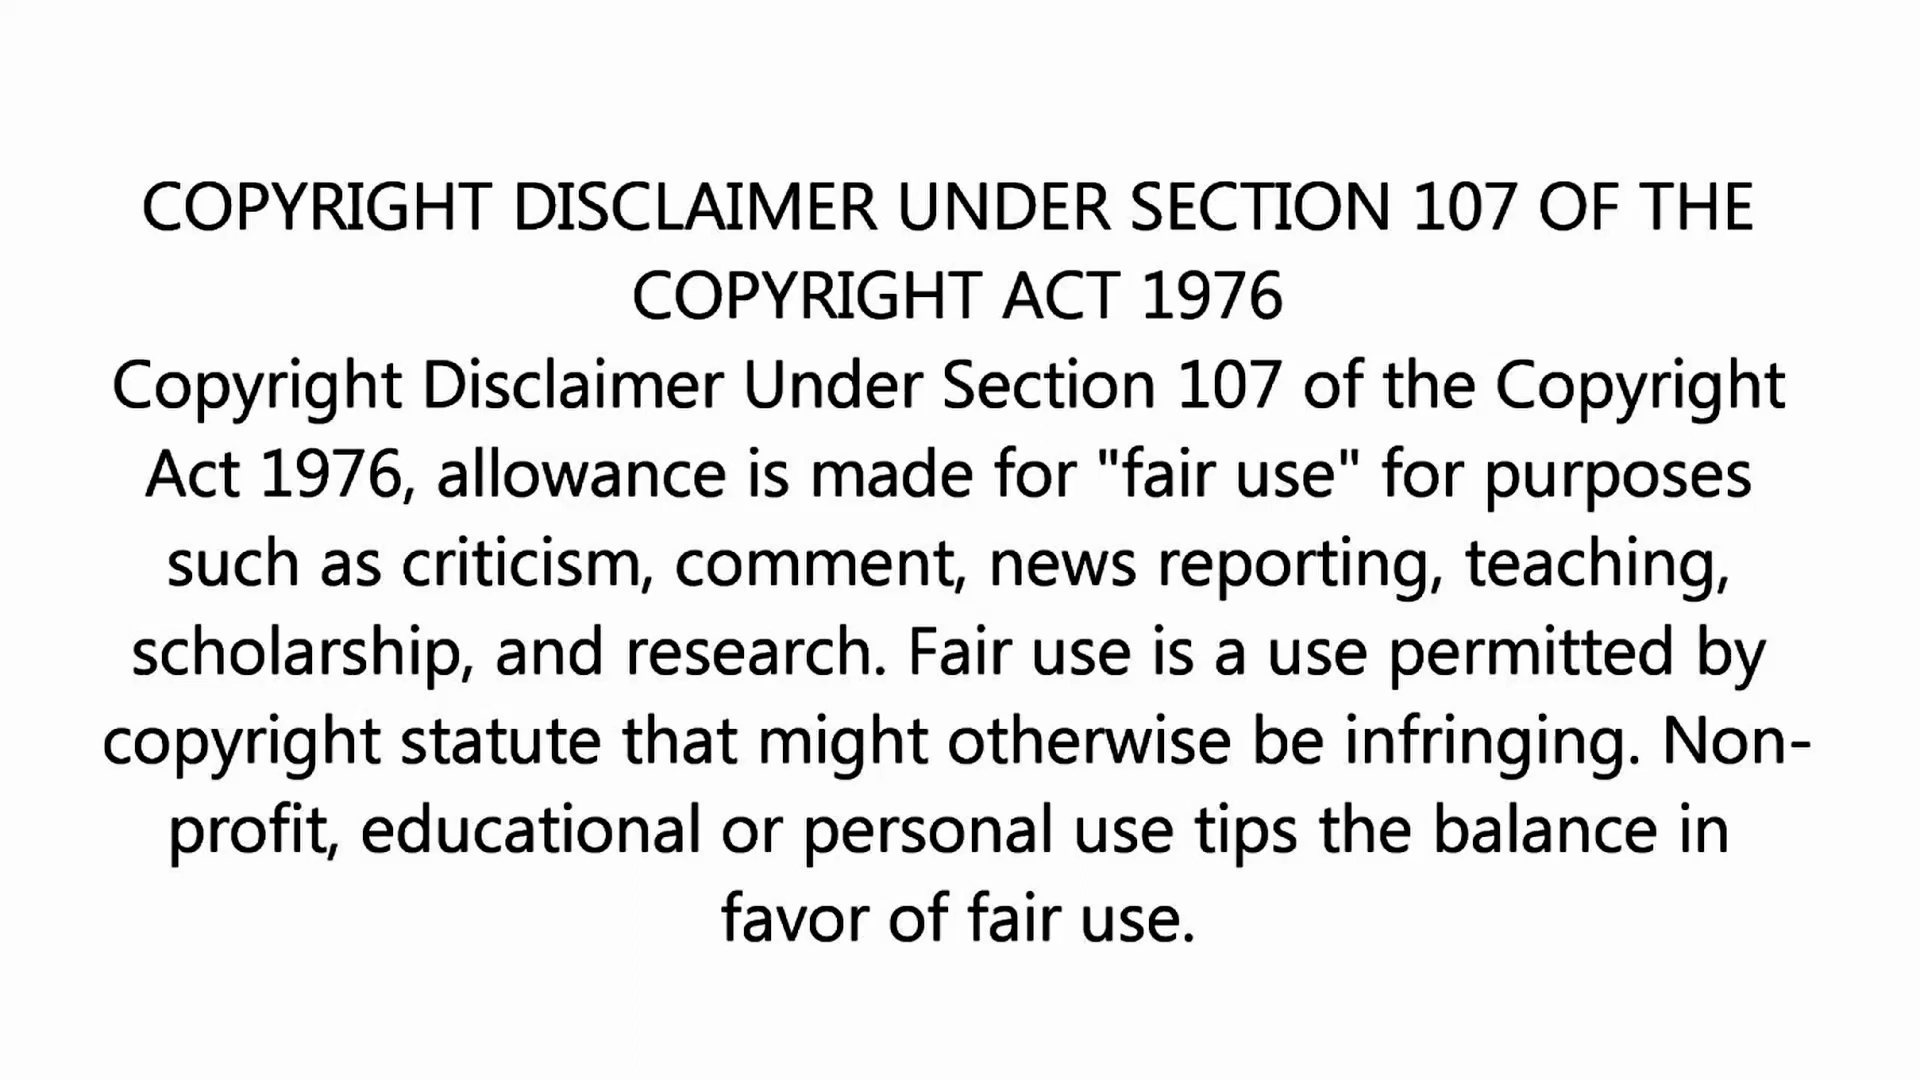 COPYRIGHT DISCLAIMER UNDER SECTION 107 OF THE
COPYRIGHT ACT 1976
Copyright Disclaimer Under Section 107 of the Copyright
Act 1976, allowance is made for "fair use" for purposes
such as criticism, comment, news reporting, teaching,
scholarship, and research. Fair use is a use permitted by
copyright statute that might otherwise be infringing. Non-
profit, educational or personal use tips the balance in
favor of fair use.